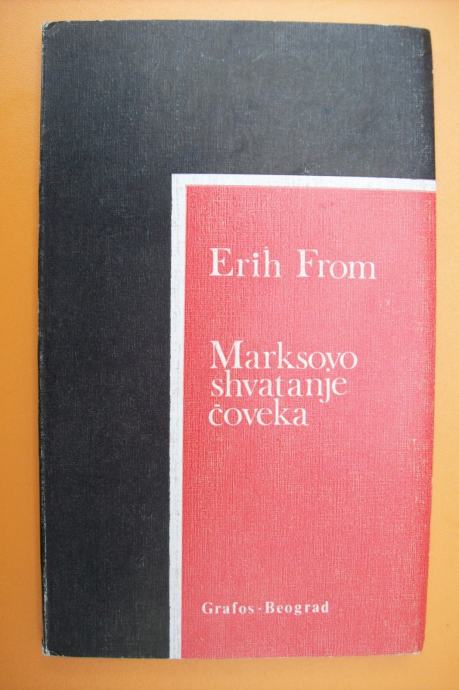 Erih From
Marksovo
shvatanje
čoveka
Grafos-Beograd